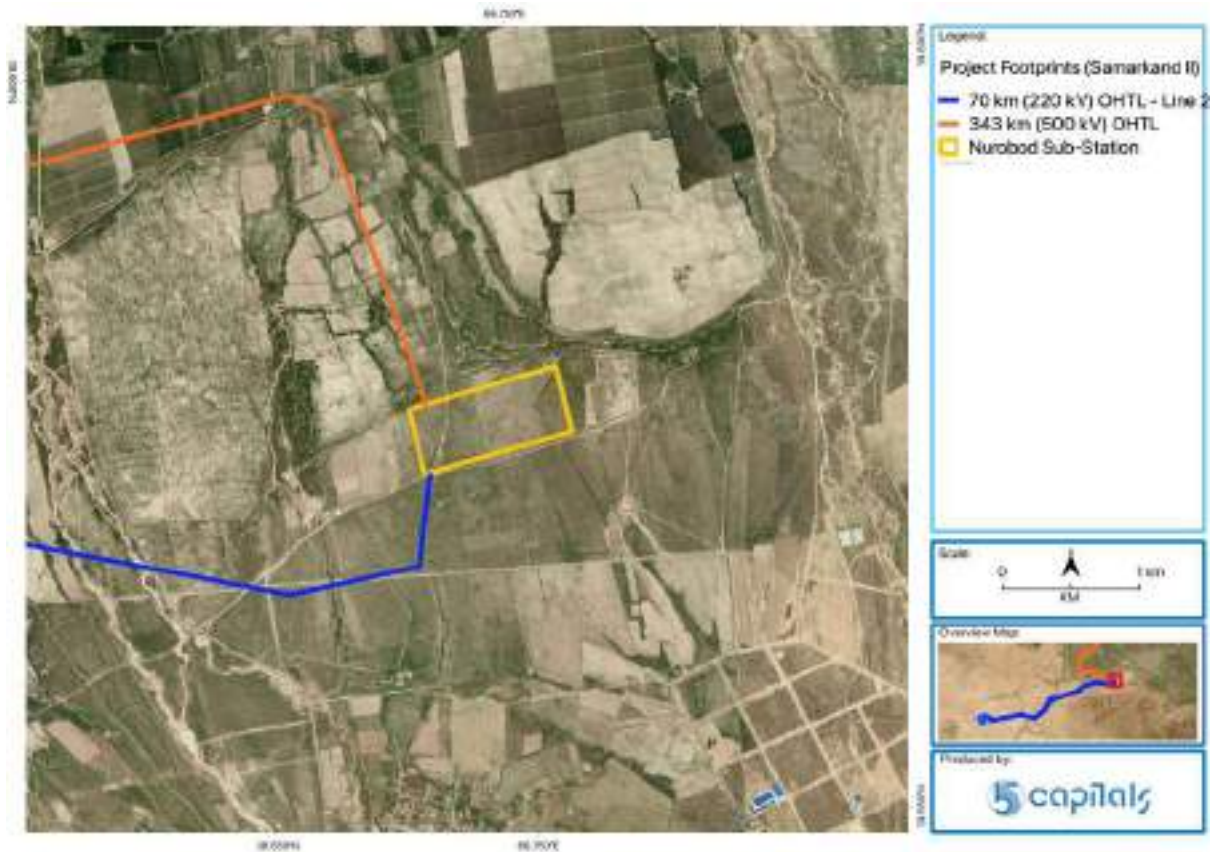 Legend
Project Footprints (Samarkand II)
70 km (220 kV) OHTL - Line 2
343 km (500 kV) OHTL
Nurobod Sub-Station
Scale
0 1 km
KM
Overview Map
Produced by:
5 capitals